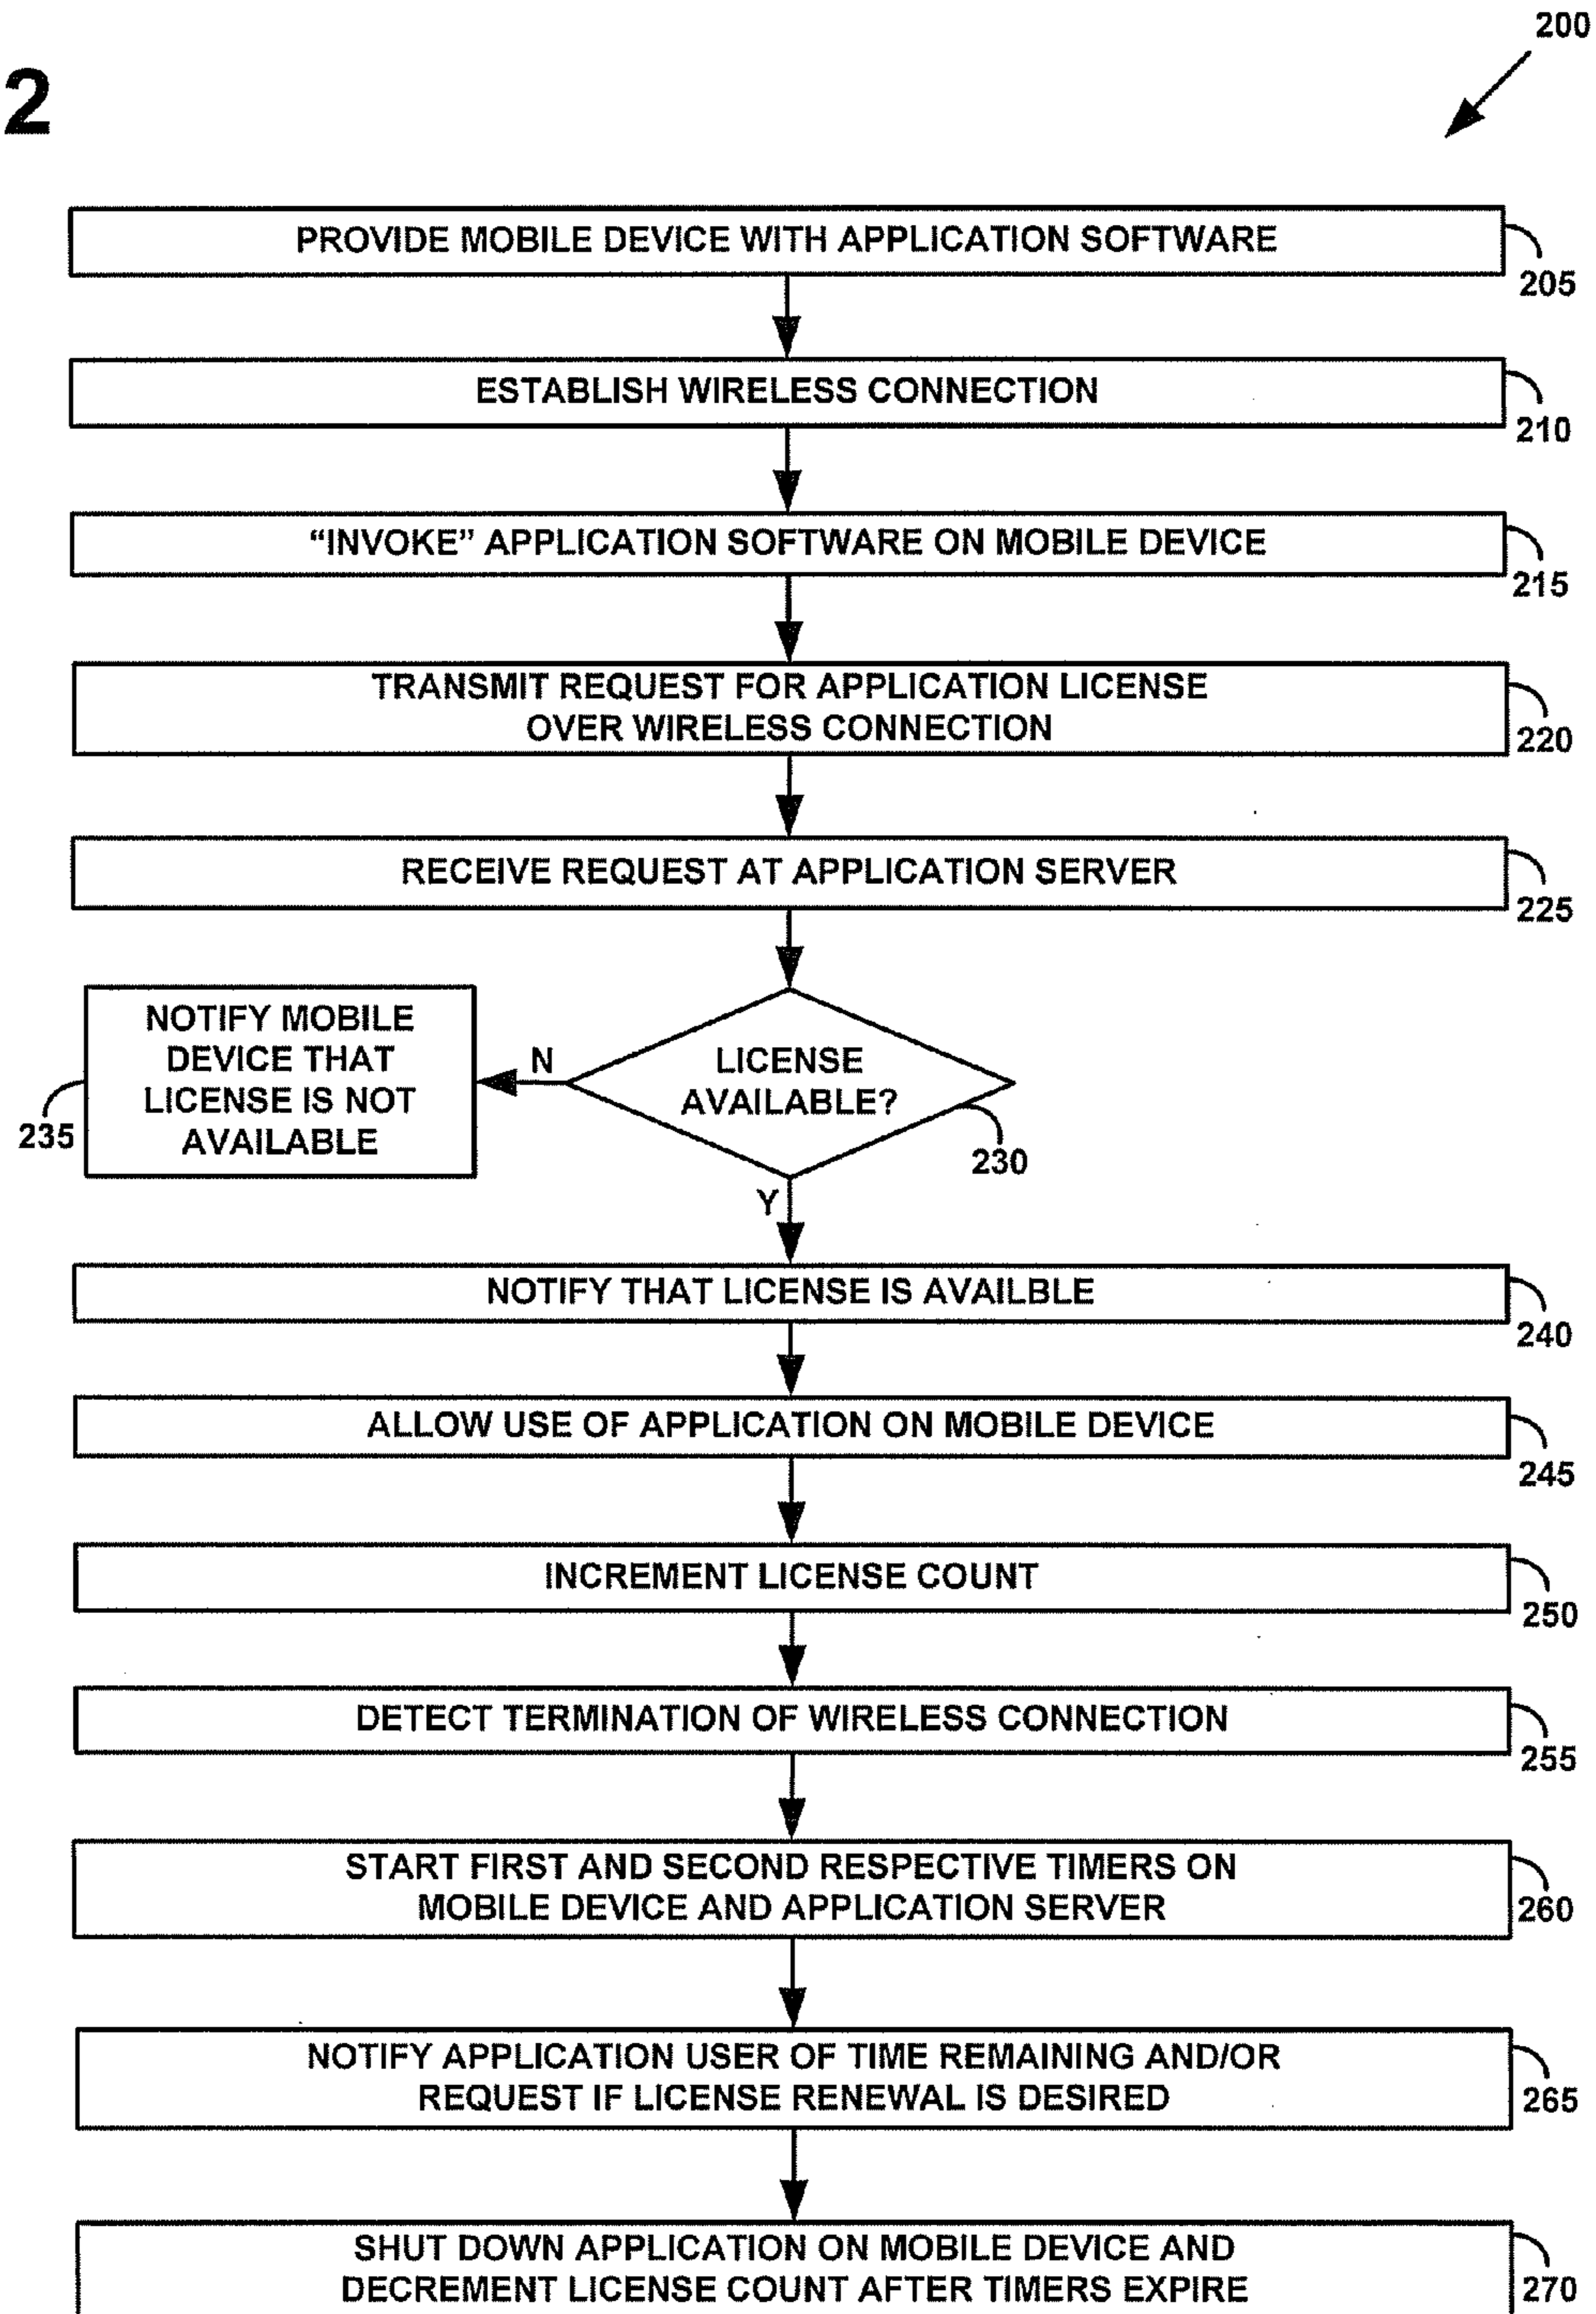 200
2
PROVIDE MOBILE DEVICE WITH APPLICATION SOFTWARE
205
ESTABLISH WIRELESS CONNECTION
210
“INVOKE” APPLICATION SOFTWARE ON MOBILE DEVICE
215
TRANSMIT REQUEST FOR APPLICATION LICENSE
OVER WIRELESS CONNECTION
220
RECEIVE REQUEST AT APPLICATION SERVER
225
NOTIFY MOBILE
DEVICE THAT
LICENSE IS NOT
AVAILABLE
235
N
LICENSE
AVAILABLE?
230
Y
NOTIFY THAT LICENSE IS AVAILBLE
240
ALLOW USE OF APPLICATION ON MOBILE DEVICE
245
INCREMENT LICENSE COUNT
250
DETECT TERMINATION OF WIRELESS CONNECTION
255
START FIRST AND SECOND RESPECTIVE TIMERS ON
MOBILE DEVICE AND APPLICATION SERVER
260
NOTIFY APPLICATION USER OF TIME REMAINING AND/OR
REQUEST IF LICENSE RENEWAL IS DESIRED
265
SHUT DOWN APPLICATION ON MOBILE DEVICE AND
DECREMENT LICENSE COUNT AFTER TIMERS EXPIRE
270